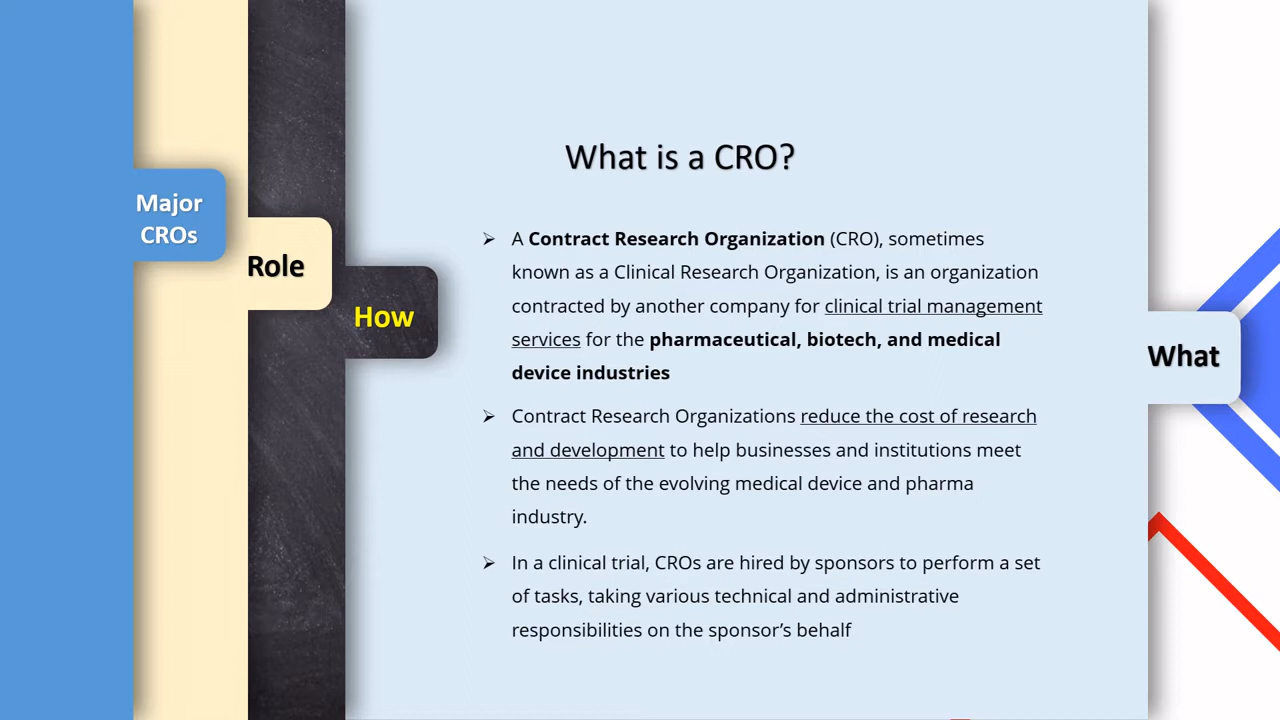 What is a CRO?
Major
CROs
Role
How
What
➢ A Contract Research Organization (CRO), sometimes
known as a Clinical Research Organization, is an organization
contracted by another company for clinical trial management
services for the pharmaceutical, biotech, and medical
device industries
➢ Contract Research Organizations reduce the cost of research
and development to help businesses and institutions meet
the needs of the evolving medical device and pharma
industry.
➢ In a clinical trial, CROs are hired by sponsors to perform a set
of tasks, taking various technical and administrative
responsibilities on the sponsor’s behalf